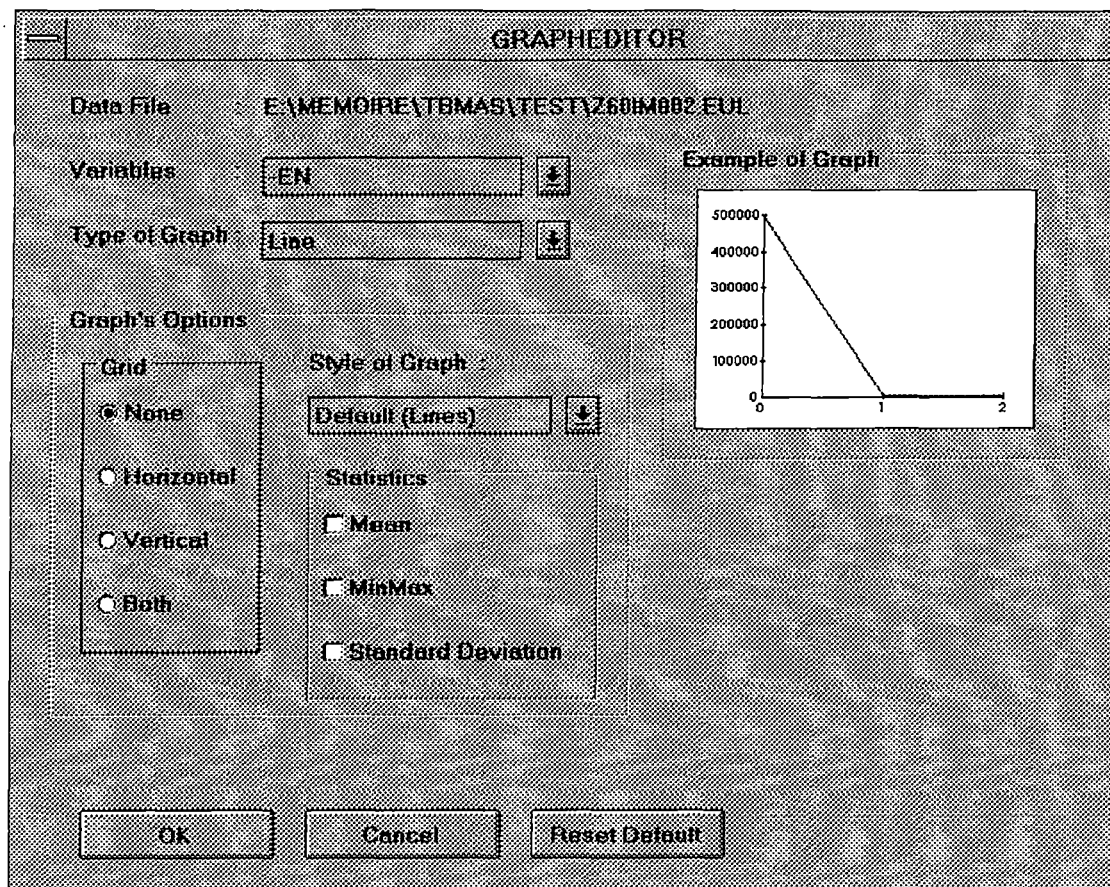 GRAPHEDITOR
Data File : E:\MEMOIRE\TBMAS\TEST\Z60IM002.EUL
Variables : -EN
Type of Graph : Line
Example of Graph
500000
400000
300000
200000
100000
0
0 1 2
Graph's Options
Grid
None
Horizontal
Vertical
Both
Style of Graph :
Default (Lines)
Statistics
Mean
MinMax
Standard Deviation
OK Cancel Reset Default